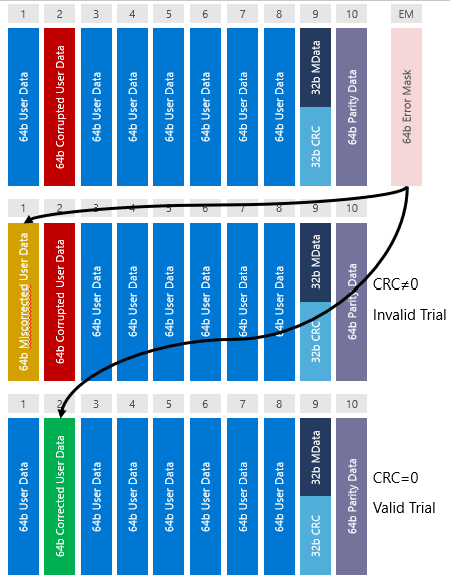 1 2 3 4 5 6 7 8 9 10 EM
64b User Data
64b Corrupted User Data
64b User Data
64b User Data
64b User Data
64b User Data
64b User Data
64b User Data
32b MData
32b CRC
64b Parity Data
64b Error Mask
1 2 3 4 5 6 7 8 9 10
64b Miscorrected User Data
64b Corrupted User Data
64b User Data
64b User Data
64b User Data
64b User Data
64b User Data
64b User Data
32b MData
32b CRC
64b Parity Data
CRC≠0
Invalid Trial
1 2 3 4 5 6 7 8 9 10
64b User Data
64b Corrected User Data
64b User Data
64b User Data
64b User Data
64b User Data
64b User Data
64b User Data
32b MData
32b CRC
64b Parity Data
CRC=0
Valid Trial